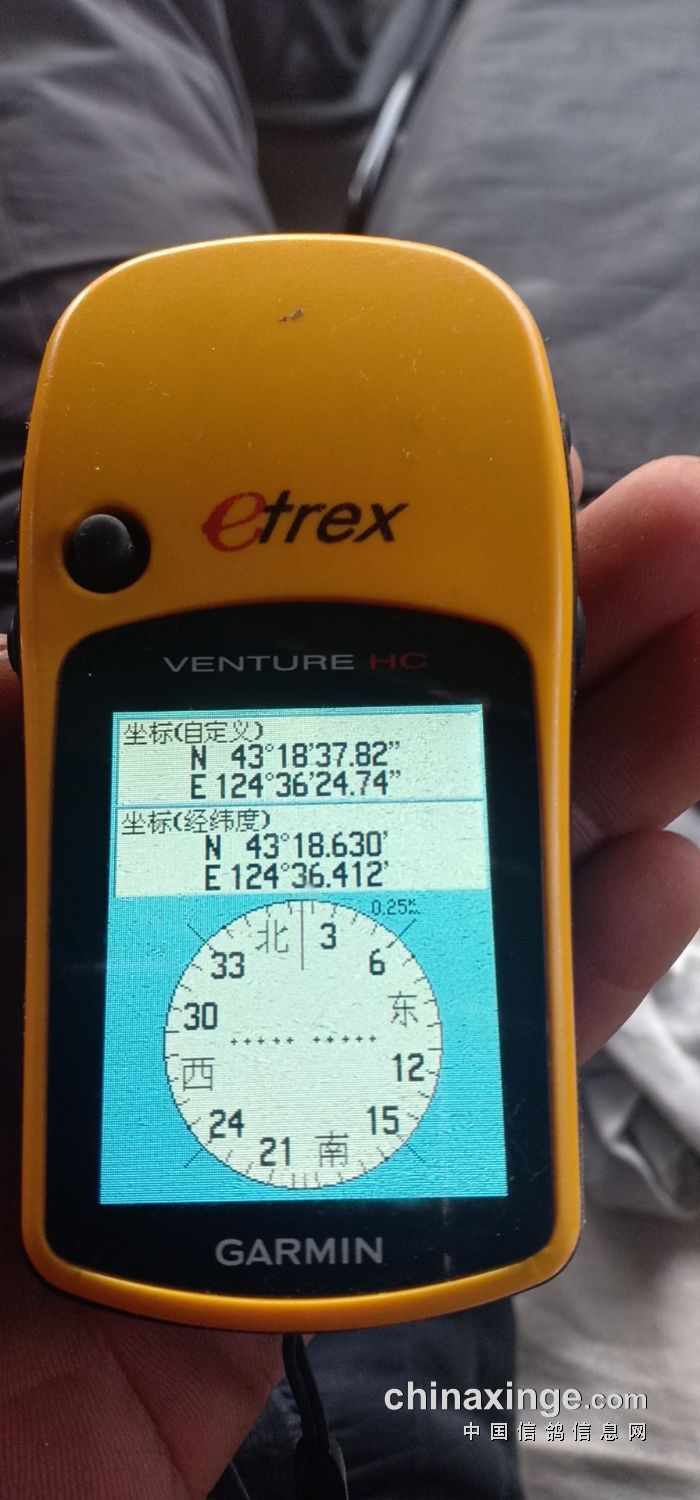 etrex
VENTURE HC
坐标(自定义)
N 43°18'37.82"
E 124°36'24.74"
坐标(经纬度)
N 43°18.630'
E 124°36.412'
北 3 6 东 12 15 南 21 24 西 30 33
GARMIN
chinaxinge.com
中国信鸽信息网